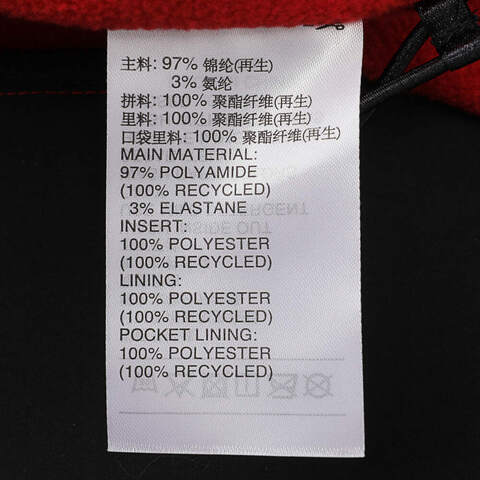 主料: 97% 锦纶(再生)
3% 氨纶
拼料: 100% 聚酯纤维(再生)
里料: 100% 聚酯纤维(再生)
口袋里料: 100% 聚酯纤维(再生)
MAIN MATERIAL:
97% POLYAMIDE
(100% RECYCLED)
3% ELASTANE
INSERT:
100% POLYESTER
(100% RECYCLED)
LINING:
100% POLYESTER
(100% RECYCLED)
POCKET LINING:
100% POLYESTER
(100% RECYCLED)